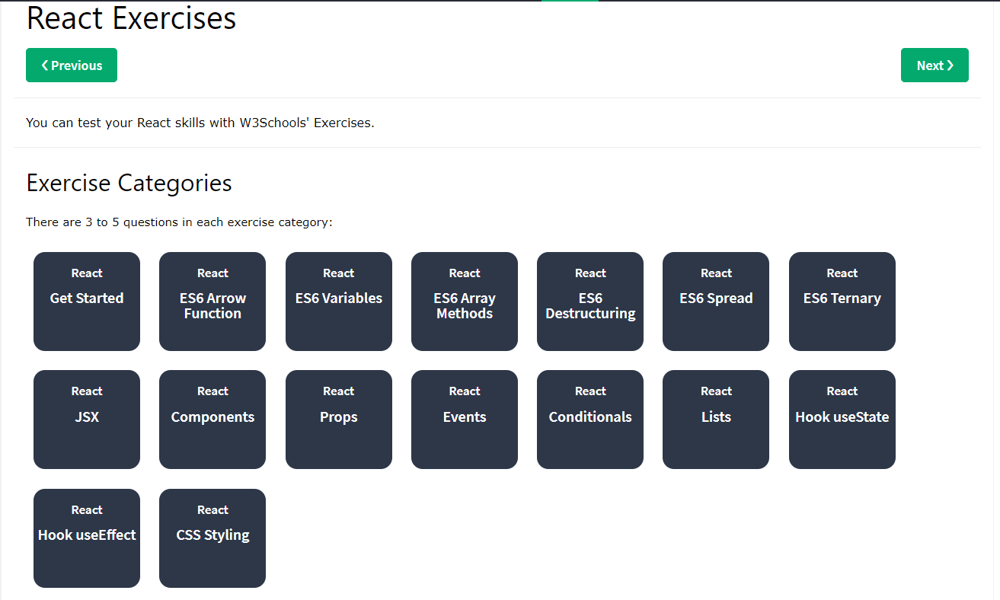 React Exercises
❮ Previous
Next ❯
You can test your React skills with W3Schools' Exercises.
Exercise Categories
There are 3 to 5 questions in each exercise category:
React
Get Started
React
ES6 Arrow
Function
React
ES6 Variables
React
ES6 Array
Methods
React
ES6
Destructuring
React
ES6 Spread
React
ES6 Ternary
React
JSX
React
Components
React
Props
React
Events
React
Conditionals
React
Lists
React
Hook useState
React
Hook useEffect
React
CSS Styling